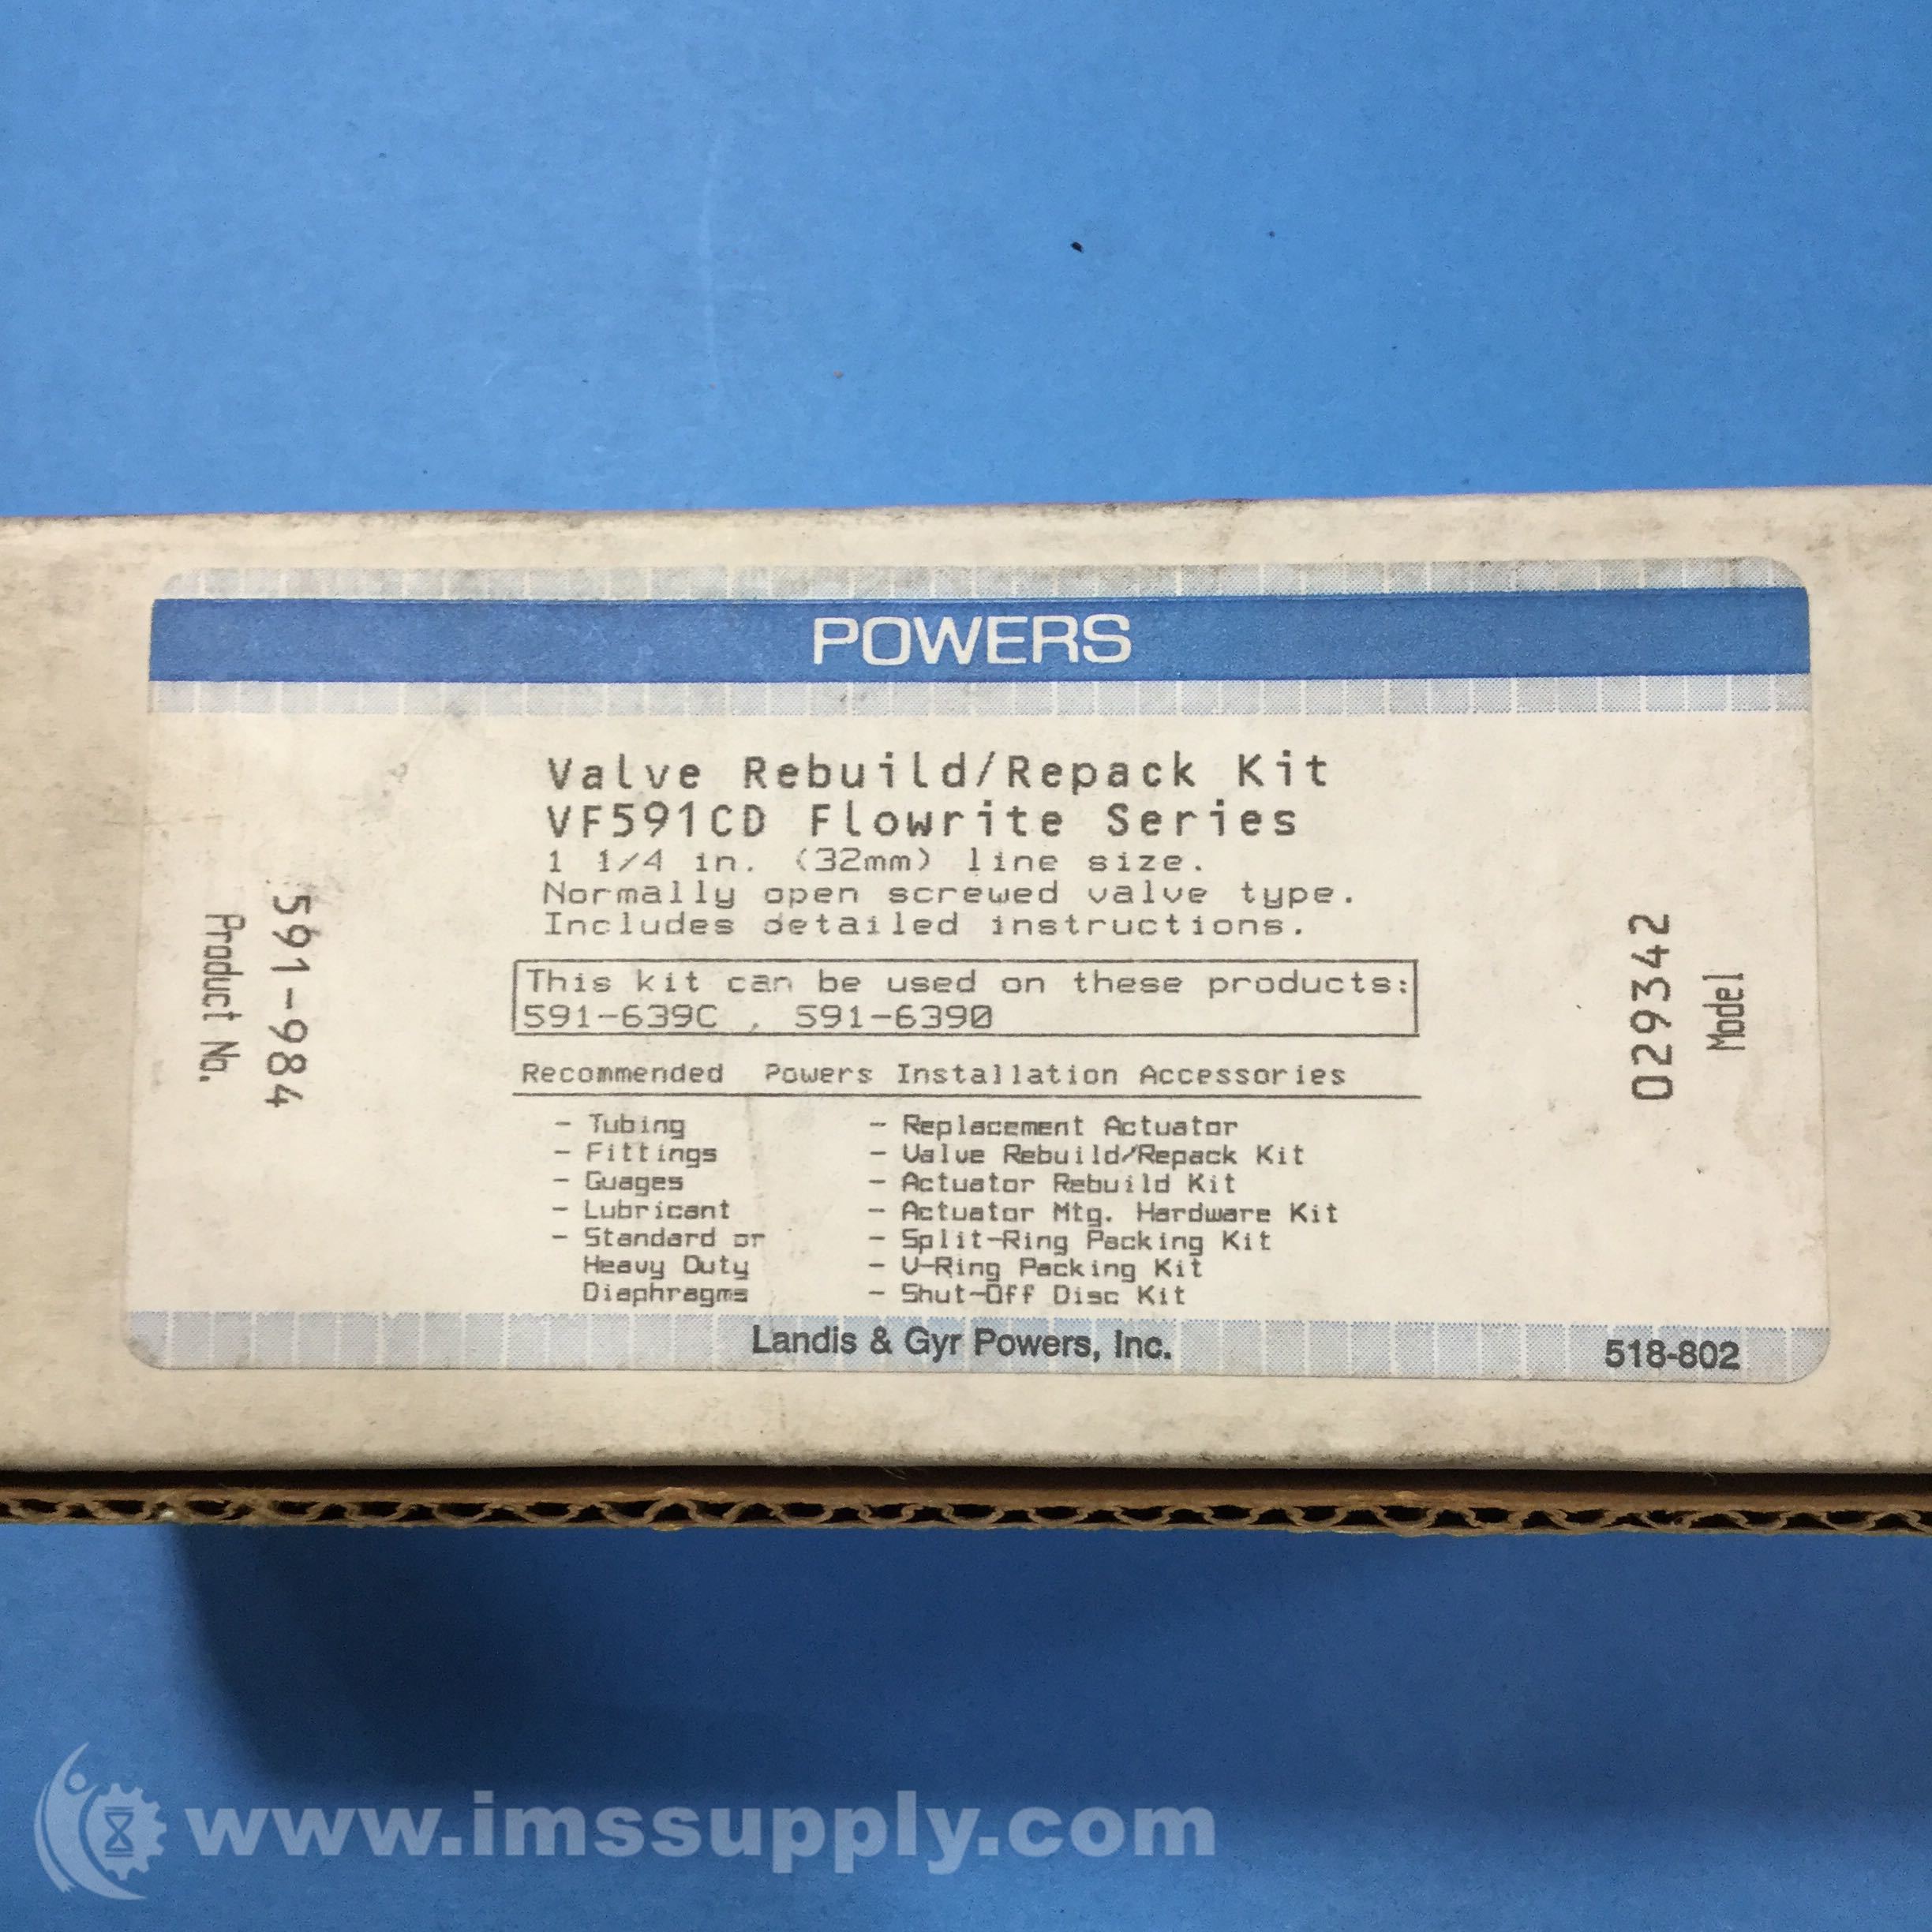 POWERS
Valve Rebuild/Repack Kit
VF591CD Flowrite Series
1 1/4 in. (32mm) line size.
Normally open screwed valve type.
Includes detailed instructions.
This kit can be used on these products:
591-639C , 591-6390
Recommended Powers Installation Accessories
- Tubing
- Fittings
- Guages
- Lubricant
- Standard or
Heavy Duty
Diaphragms
- Replacement Actuator
- Valve Rebuild/Repack Kit
- Actuator Rebuild Kit
- Actuator Mtg. Hardware Kit
- Split-Ring Packing Kit
- V-Ring Packing Kit
- Shut-Off Disc Kit
591-984
Product No.
029342
Model
Landis & Gyr Powers, Inc.
518-802
www.imssupply.com